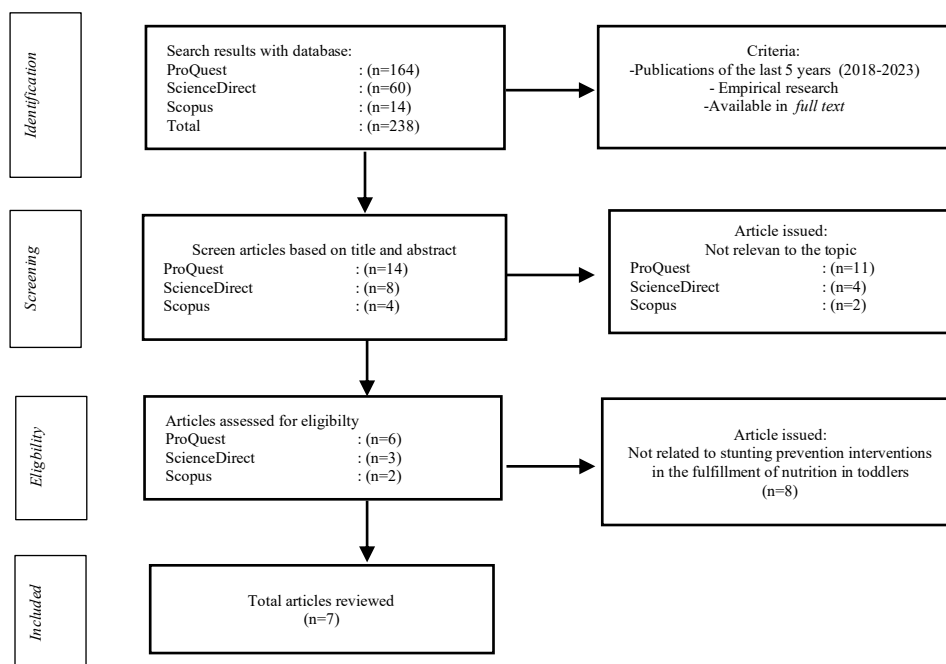 Identification
Search results with database:
ProQuest : (n=164)
ScienceDirect : (n=60)
Scopus : (n=14)
Total : (n=238)
Criteria:
-Publications of the last 5 years (2018-2023)
- Empirical research
-Available in full text
Screening
Screen articles based on title and abstract
ProQuest : (n=14)
ScienceDirect : (n=8)
Scopus : (n=4)
Article issued:
Not relevan to the topic
ProQuest : (n=11)
ScienceDirect : (n=4)
Scopus : (n=2)
Eligbility
Articles assessed for eligibilty
ProQuest : (n=6)
ScienceDirect : (n=3)
Scopus : (n=2)
Article issued:
Not related to stunting prevention interventions
in the fulfillment of nutrition in toddlers
(n=8)
Included
Total articles reviewed
(n=7)